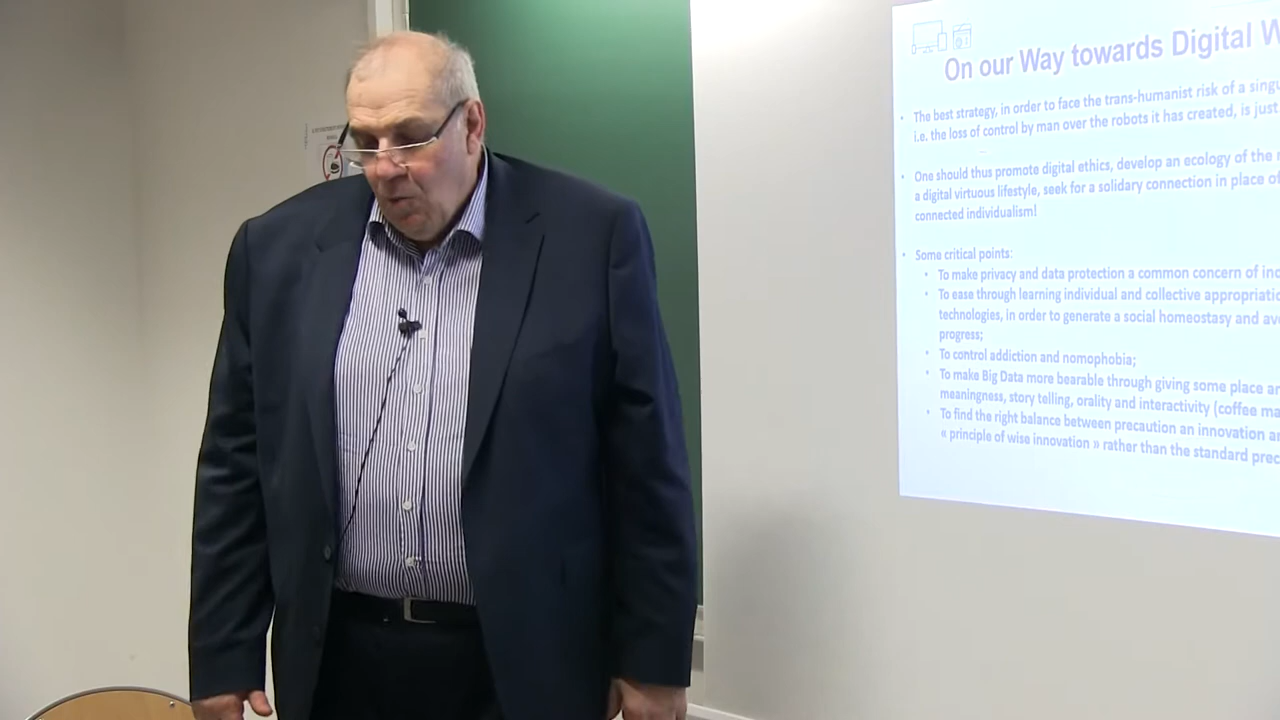 On our Way towards Digital W
• The best strategy, in order to face the trans-humanist risk of a singu
i.e. the loss of control by man over the robots it has created, is just
• One should thus promote digital ethics, develop an ecology of the
a digital virtuous lifestyle, seek for a solidary connection in place of
connected individualism!
• Some critical points:
• To make privacy and data protection a common concern of inc
• To ease through learning individual and collective appropriatio
technologies, in order to generate a social homeostasy and av
progress;
• To control addiction and nomophobia;
• To make Big Data more bearable through giving some place an
meaningness, story telling, orality and interactivity (coffee ma
• To find the right balance between precaution an innovation an
« principle of wise innovation » rather than the standard prec